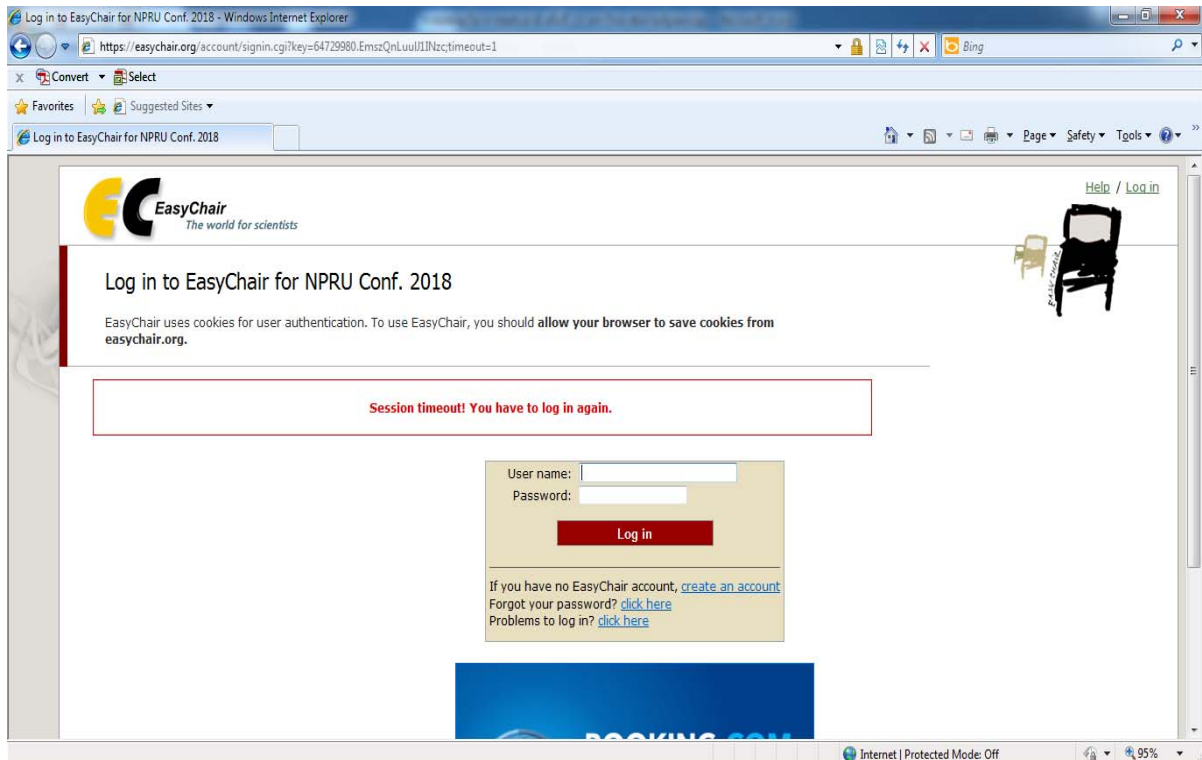 Log in to EasyChair for NPRU Conf. 2018 - Windows Internet Explorer
https://easychair.org/account/signin.cgi?key=64729980.EmszQnLuulJ1INzc;timeout=1
Bing
x Convert Select
Favorites Suggested Sites
Log in to EasyChair for NPRU Conf. 2018
Page Safety Tools
EC EasyChair
The world for scientists
Help / Log in
EASYCHAIR
Log in to EasyChair for NPRU Conf. 2018
EasyChair uses cookies for user authentication. To use EasyChair, you should allow your browser to save cookies from
easychair.org.
Session timeout! You have to log in again.
User name:
Password:
Log in
If you have no EasyChair account, create an account
Forgot your password? click here
Problems to log in? click here
BOOKING.COM
Internet | Protected Mode: Off
95%